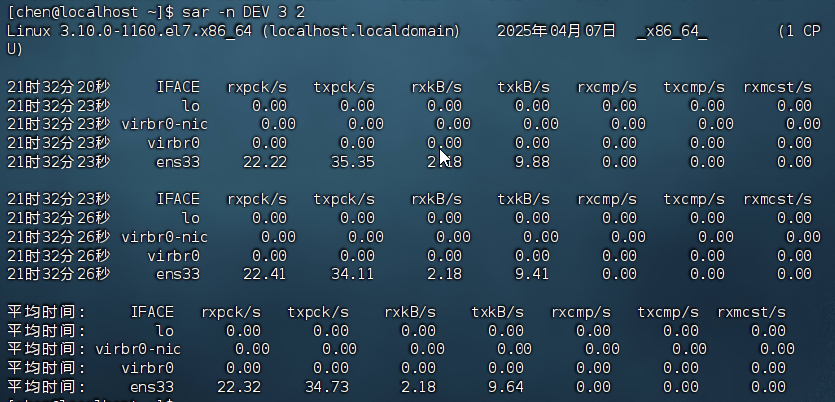 [chen@localhost ~]$ sar -n DEV 3 2
Linux 3.10.0-1160.el7.x86_64 (localhost.localdomain) 	2025年04月07日 	_x86_64_	(1 CP
U)
21时32分20秒     IFACE   rxpck/s   txpck/s    rxkB/s    txkB/s   rxcmp/s   txcmp/s  rxmcst/s
21时32分23秒        lo      0.00      0.00      0.00      0.00      0.00      0.00      0.00
21时32分23秒 virbr0-nic      0.00      0.00      0.00      0.00      0.00      0.00      0.00
21时32分23秒    virbr0      0.00      0.00      0.00      0.00      0.00      0.00      0.00
21时32分23秒     ens33     22.22     35.35      2.18      9.88      0.00      0.00      0.00
21时32分23秒     IFACE   rxpck/s   txpck/s    rxkB/s    txkB/s   rxcmp/s   txcmp/s  rxmcst/s
21时32分26秒        lo      0.00      0.00      0.00      0.00      0.00      0.00      0.00
21时32分26秒 virbr0-nic      0.00      0.00      0.00      0.00      0.00      0.00      0.00
21时32分26秒    virbr0      0.00      0.00      0.00      0.00      0.00      0.00      0.00
21时32分26秒     ens33     22.41     34.11      2.18      9.41      0.00      0.00      0.00
平均时间:     IFACE   rxpck/s   txpck/s    rxkB/s    txkB/s   rxcmp/s   txcmp/s  rxmcst/s
平均时间:        lo      0.00      0.00      0.00      0.00      0.00      0.00      0.00
平均时间: virbr0-nic      0.00      0.00      0.00      0.00      0.00      0.00      0.00
平均时间:    virbr0      0.00      0.00      0.00      0.00      0.00      0.00      0.00
平均时间:     ens33     22.32     34.73      2.18      9.64      0.00      0.00      0.00